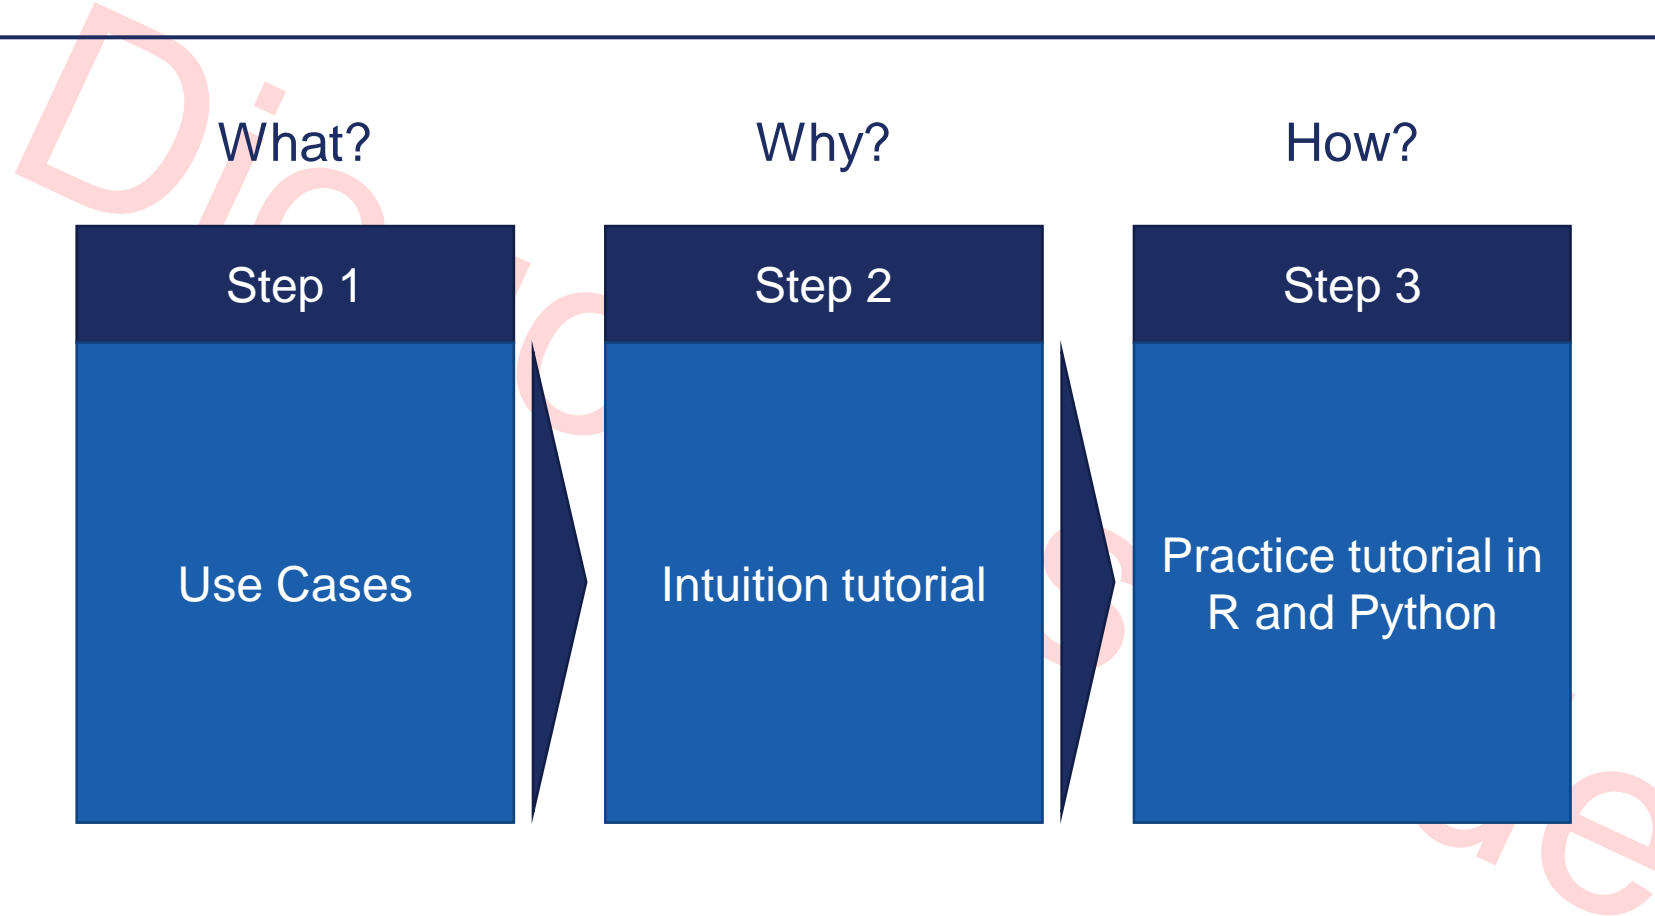 What?
Why?
How?
Step 1
Step 2
Step 3
Use Cases
Intuition tutorial
Practice tutorial in
R and Python